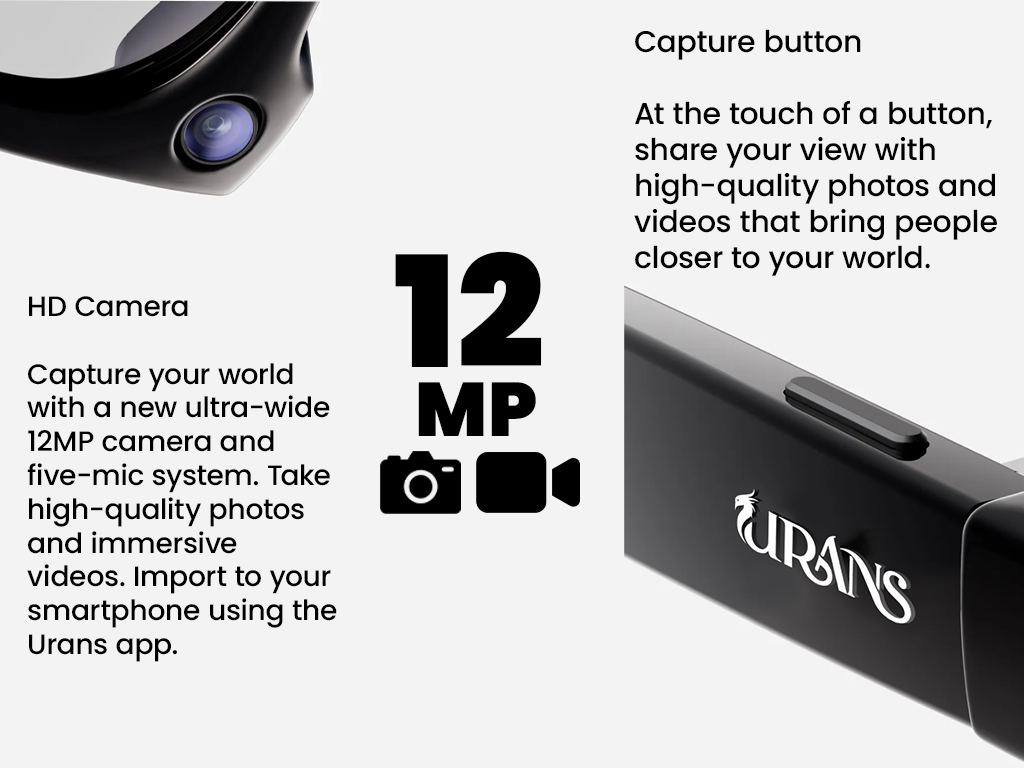 Capture button
At the touch of a button,
share your view with
high-quality photos and
videos that bring people
closer to your world.
12
MP
HD Camera
Capture your world
with a new ultra-wide
12MP camera and
five-mic system. Take
high-quality photos
and immersive
videos. Import to your
smartphone using the
Urans app.
URANS